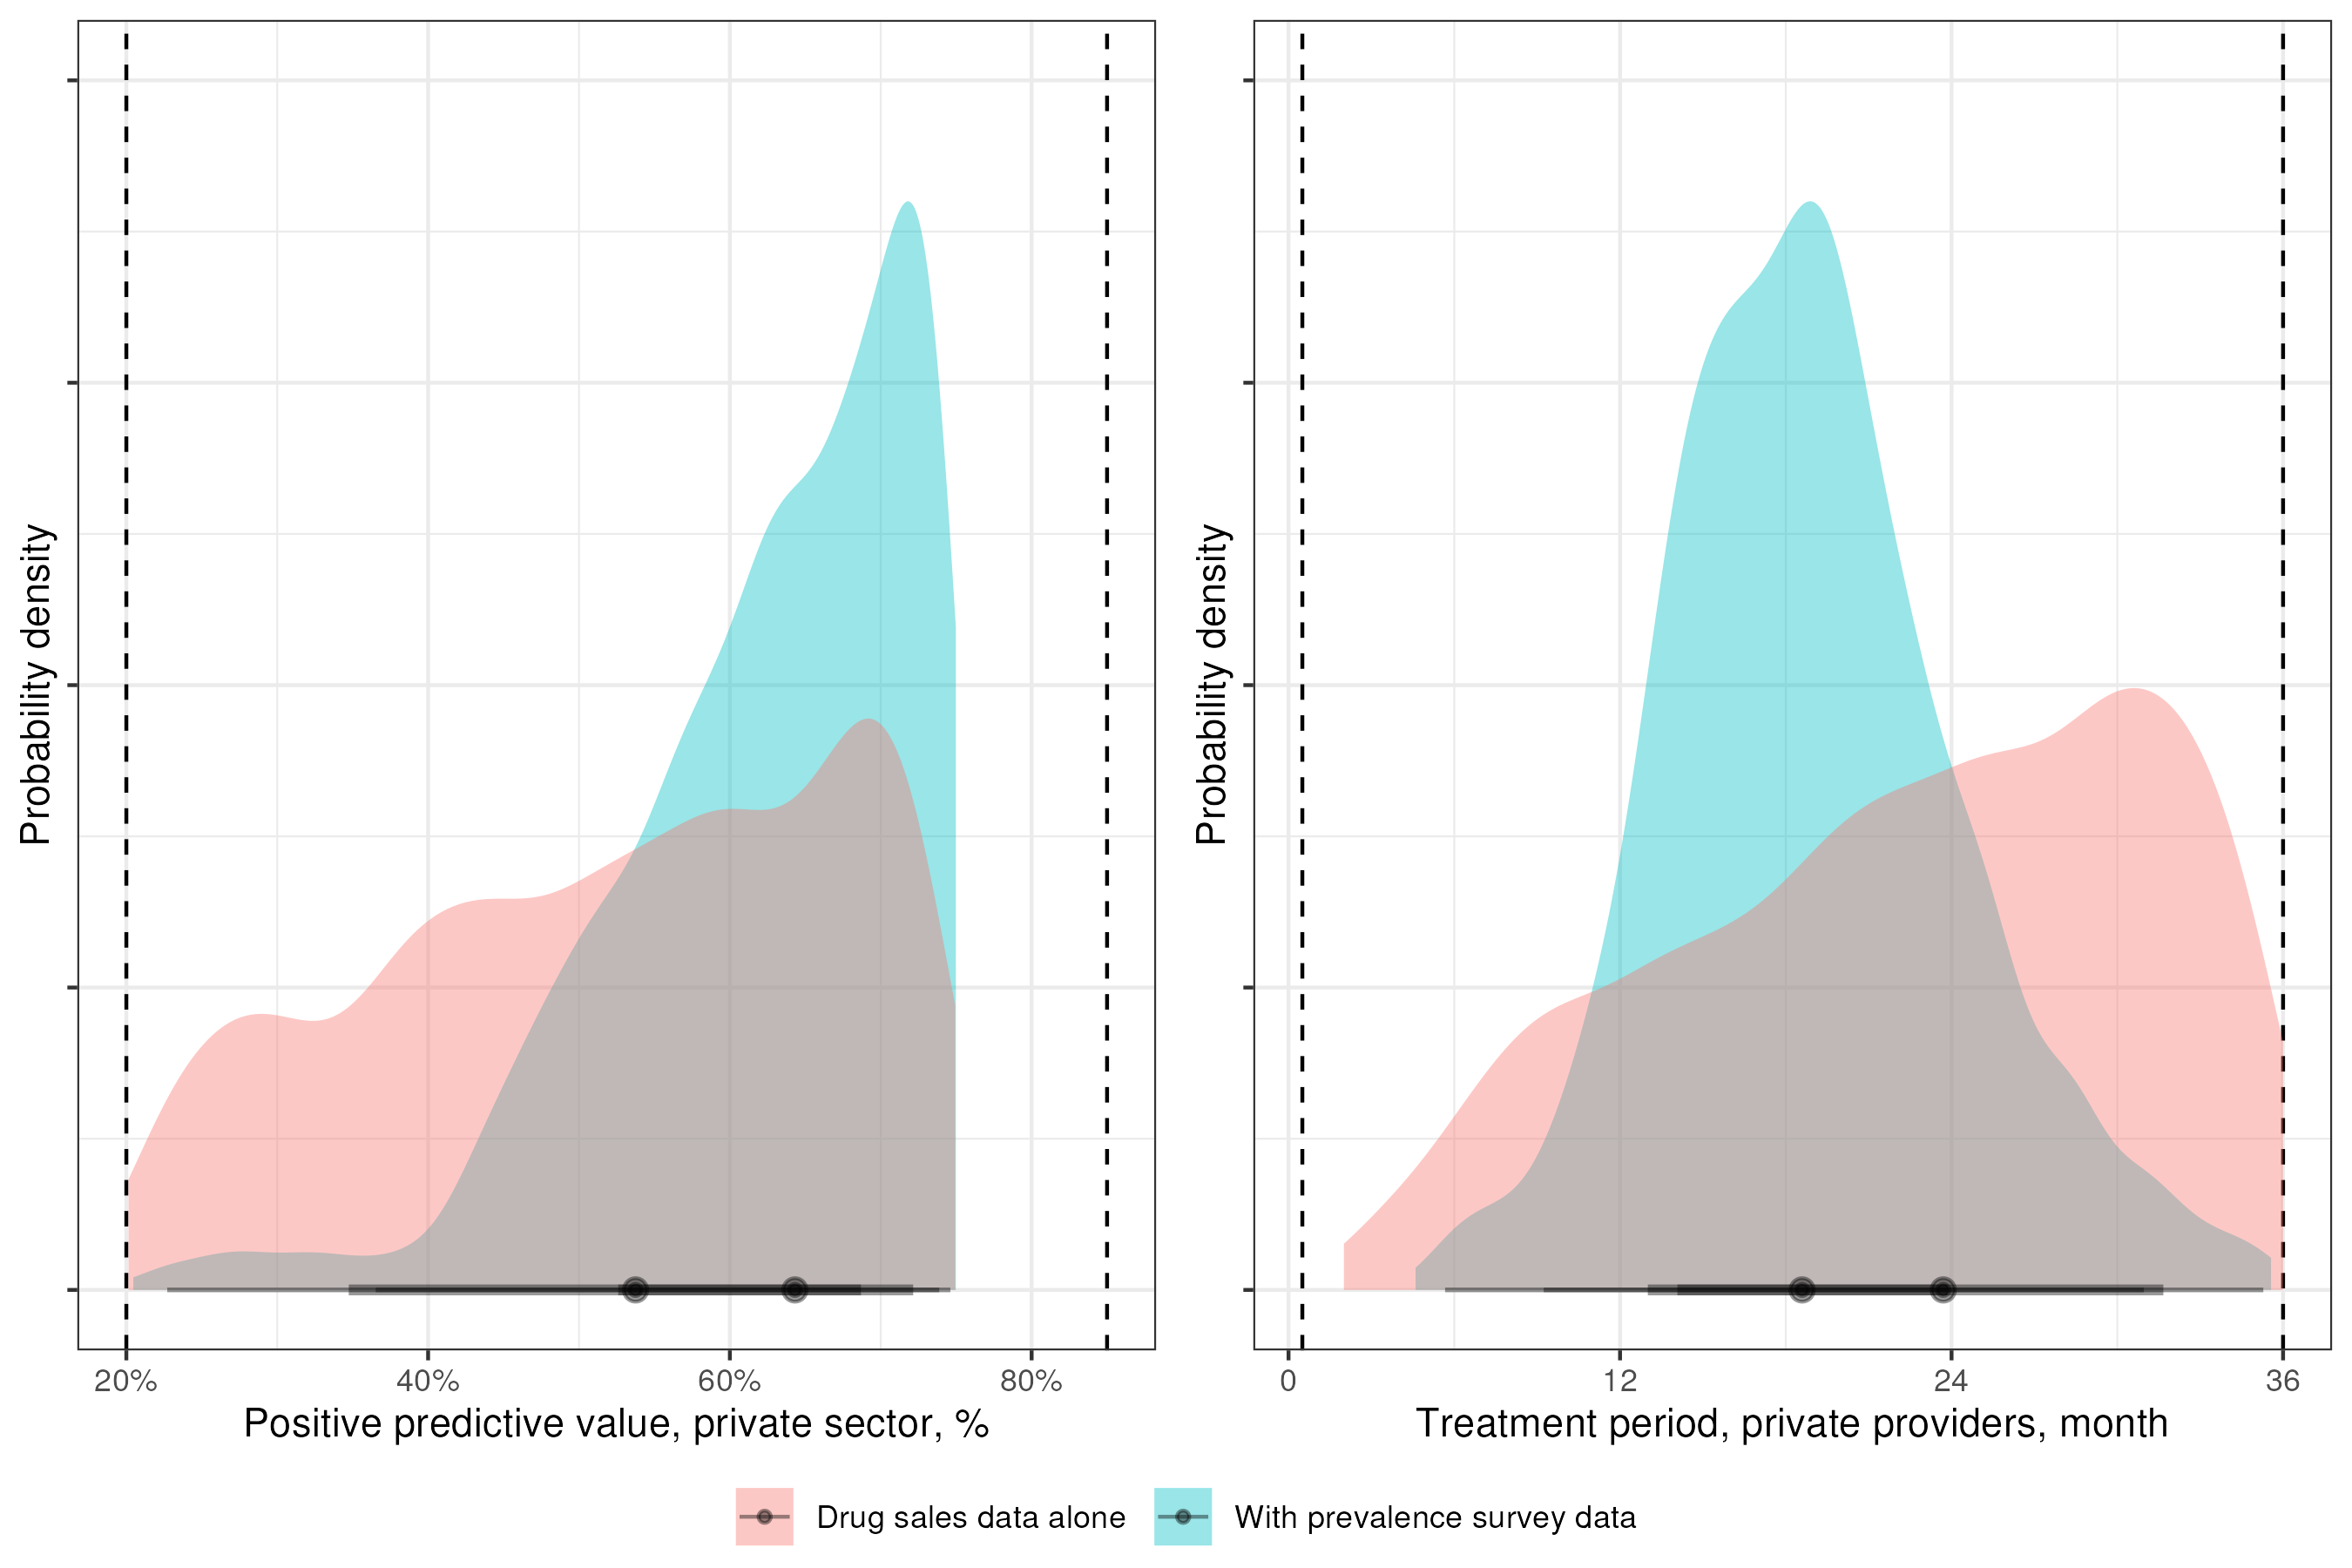 Probability density
20% 40% 60% 80%
Positive predictive value, private sector, %
Probability density
0 12 24 36
Treatment period, private providers, month
Drug sales data alone
With prevalence survey data